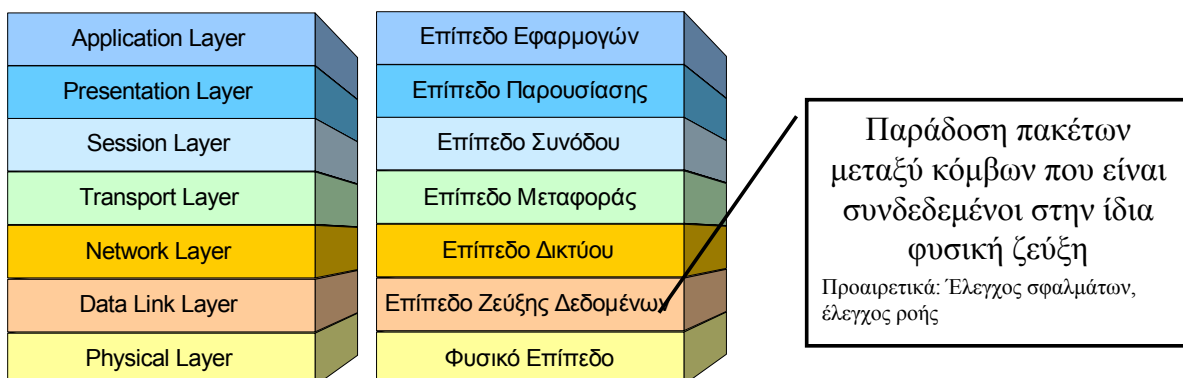 Application Layer
Presentation Layer
Session Layer
Transport Layer
Network Layer
Data Link Layer
Physical Layer
Επίπεδο Εφαρμογών
Επίπεδο Παρουσίασης
Επίπεδο Συνόδου
Επίπεδο Μεταφοράς
Επίπεδο Δικτύου
Επίπεδο Ζεύξης Δεδομένων
Φυσικό Επίπεδο
Παράδοση πακέτων
μεταξύ κόμβων που είναι
συνδεδεμένοι στην ίδια
φυσική ζεύξη
Προαιρετικά: Έλεγχος σφαλμάτων,
έλεγχος ροής